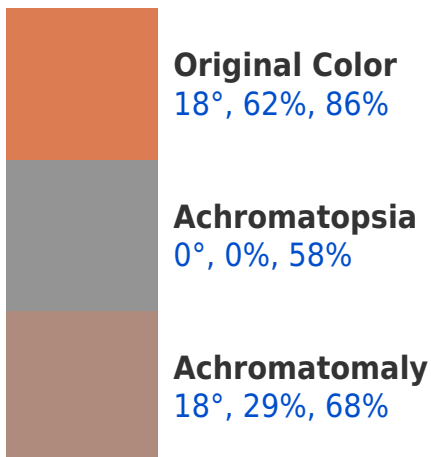 Original Color
18°, 62%, 86%
Achromatopsia
0°, 0%, 58%
Achromatomaly
18°, 29%, 68%